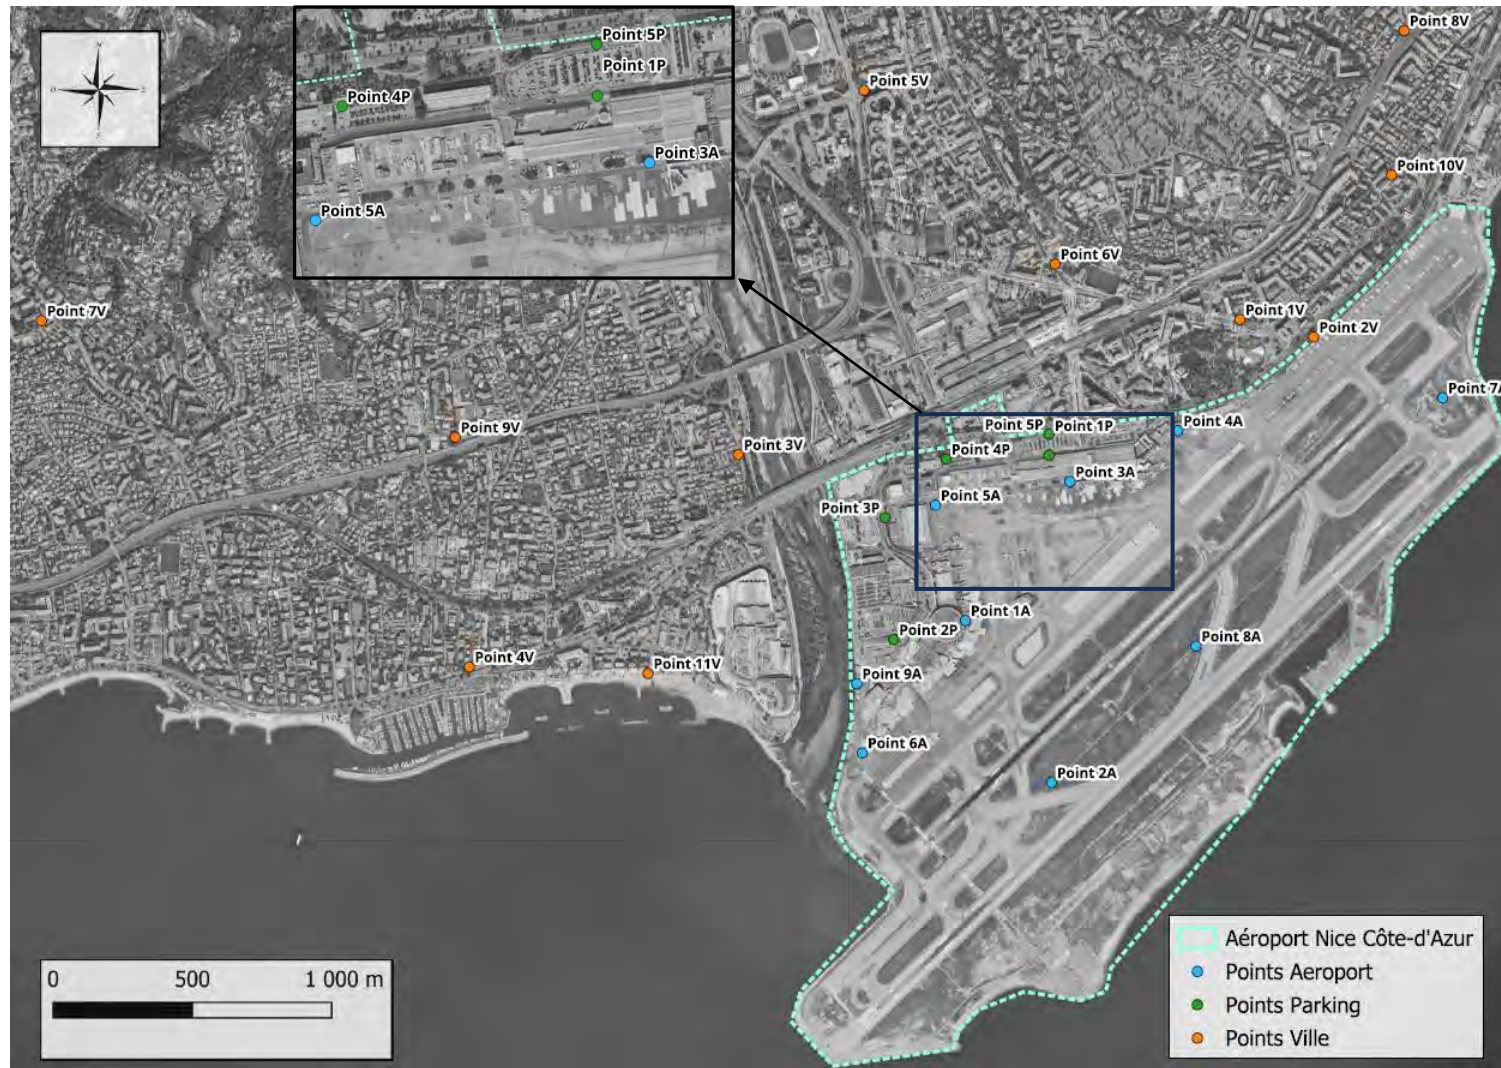 N
O
E
S
Point 5P
Point 1P
Point 4P
Point 3A
Point 5A
Point 8V
Point 5V
Point 10V
Point 6V
Point 7V
Point 1V
Point 2V
Point 7A
Point 9V
Point 3V
Point 5P
Point 1P
Point 4A
Point 4P
Point 3A
Point 5A
Point 3P
Point 1A
Point 2P
Point 8A
Point 4V
Point 11V
Point 9A
Point 6A
Point 2A
0 500 1 000 m
Aéroport Nice Côte-d'Azur
Points Aeroport
Points Parking
Points Ville